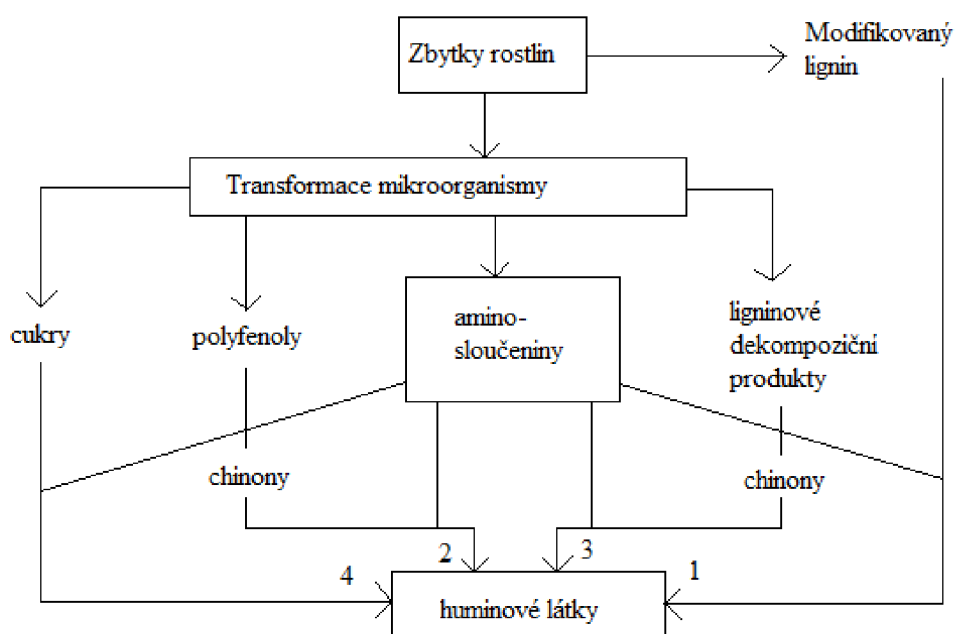 Zbytky rostlin
Modifikovaný
lignin
Transformace mikroorganismy
cukry
polyfenoly
amino-
sloučeniny
ligninové
dekompoziční
produkty
chinony
chinony
4
2
3
1
huminové látky